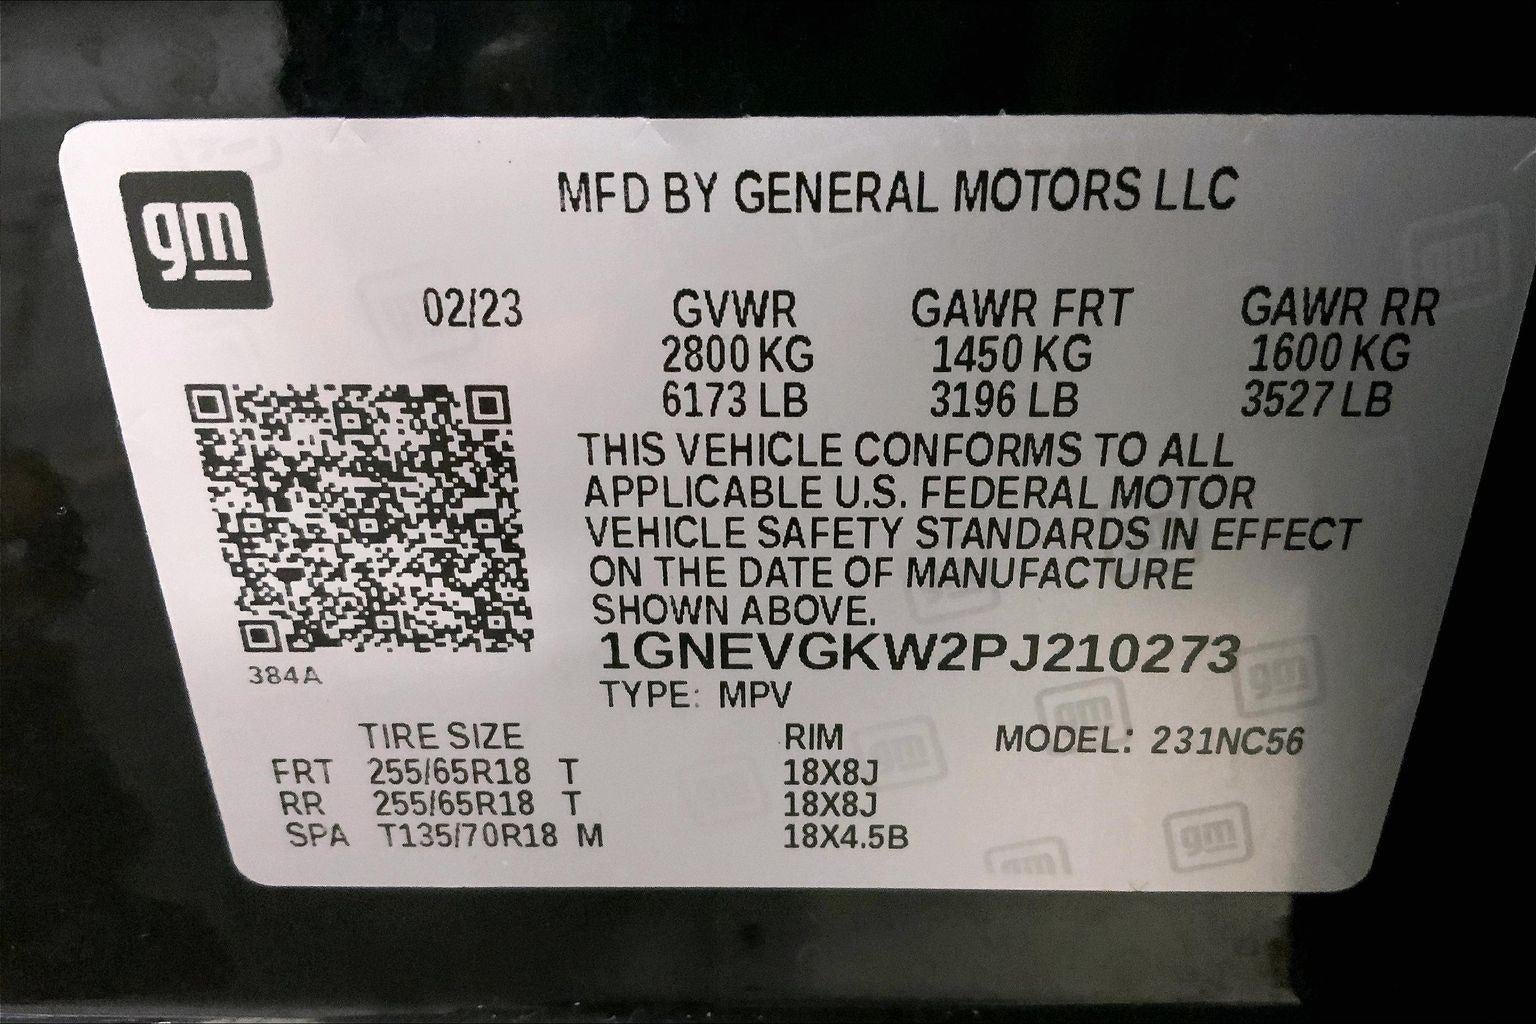 gm
MFD BY GENERAL MOTORS LLC
02/23 GVWR GAWR FRT GAWR RR
2800 KG 1450 KG 1600 KG
6173 LB 3196 LB 3527 LB
THIS VEHICLE CONFORMS TO ALL
APPLICABLE U.S. FEDERAL MOTOR
VEHICLE SAFETY STANDARDS IN EFFECT
ON THE DATE OF MANUFACTURE
SHOWN ABOVE.
1GNEVGKW2PJ210273
384A
TYPE: MPV
TIRE SIZE RIM MODEL: 231NC56
FRT 255/65R18 T 18X8J
RR 255/65R18 T 18X8J
SPA T135/70R18 M 18X4.5B